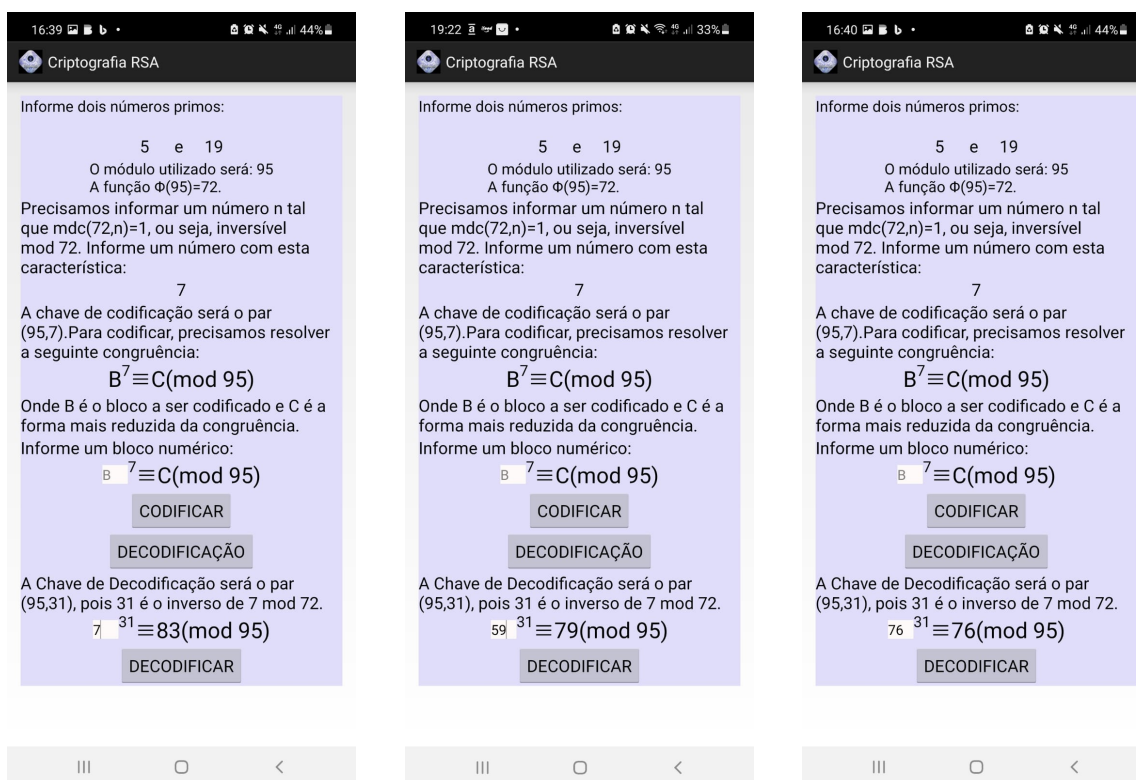 16:39 44%
Criptografia RSA
Informe dois números primos:
5 e 19
O módulo utilizado será: 95
A função Φ(95)=72.
Precisamos informar um número n tal
que mdc(72,n)=1, ou seja, inversível
mod 72. Informe um número com esta
característica:
7
A chave de codificação será o par
(95,7).Para codificar, precisamos resolver
a seguinte congruência:
B⁷≡C(mod 95)
Onde B é o bloco a ser codificado e C é a
forma mais reduzida da congruência.
Informe um bloco numérico:
B ⁷≡C(mod 95)
CODIFICAR
DECODIFICAÇÃO
A Chave de Decodificação será o par
(95,31), pois 31 é o inverso de 7 mod 72.
7 ³¹≡83(mod 95)
DECODIFICAR
19:22 33%
Criptografia RSA
Informe dois números primos:
5 e 19
O módulo utilizado será: 95
A função Φ(95)=72.
Precisamos informar um número n tal
que mdc(72,n)=1, ou seja, inversível
mod 72. Informe um número com esta
característica:
7
A chave de codificação será o par
(95,7).Para codificar, precisamos resolver
a seguinte congruência:
B⁷≡C(mod 95)
Onde B é o bloco a ser codificado e C é a
forma mais reduzida da congruência.
Informe um bloco numérico:
B ⁷≡C(mod 95)
CODIFICAR
DECODIFICAÇÃO
A Chave de Decodificação será o par
(95,31), pois 31 é o inverso de 7 mod 72.
59 ³¹≡79(mod 95)
DECODIFICAR
16:40 44%
Criptografia RSA
Informe dois números primos:
5 e 19
O módulo utilizado será: 95
A função Φ(95)=72.
Precisamos informar um número n tal
que mdc(72,n)=1, ou seja, inversível
mod 72. Informe um número com esta
característica:
7
A chave de codificação será o par
(95,7).Para codificar, precisamos resolver
a seguinte congruência:
B⁷≡C(mod 95)
Onde B é o bloco a ser codificado e C é a
forma mais reduzida da congruência.
Informe um bloco numérico:
B ⁷≡C(mod 95)
CODIFICAR
DECODIFICAÇÃO
A Chave de Decodificação será o par
(95,31), pois 31 é o inverso de 7 mod 72.
76 ³¹≡76(mod 95)
DECODIFICAR